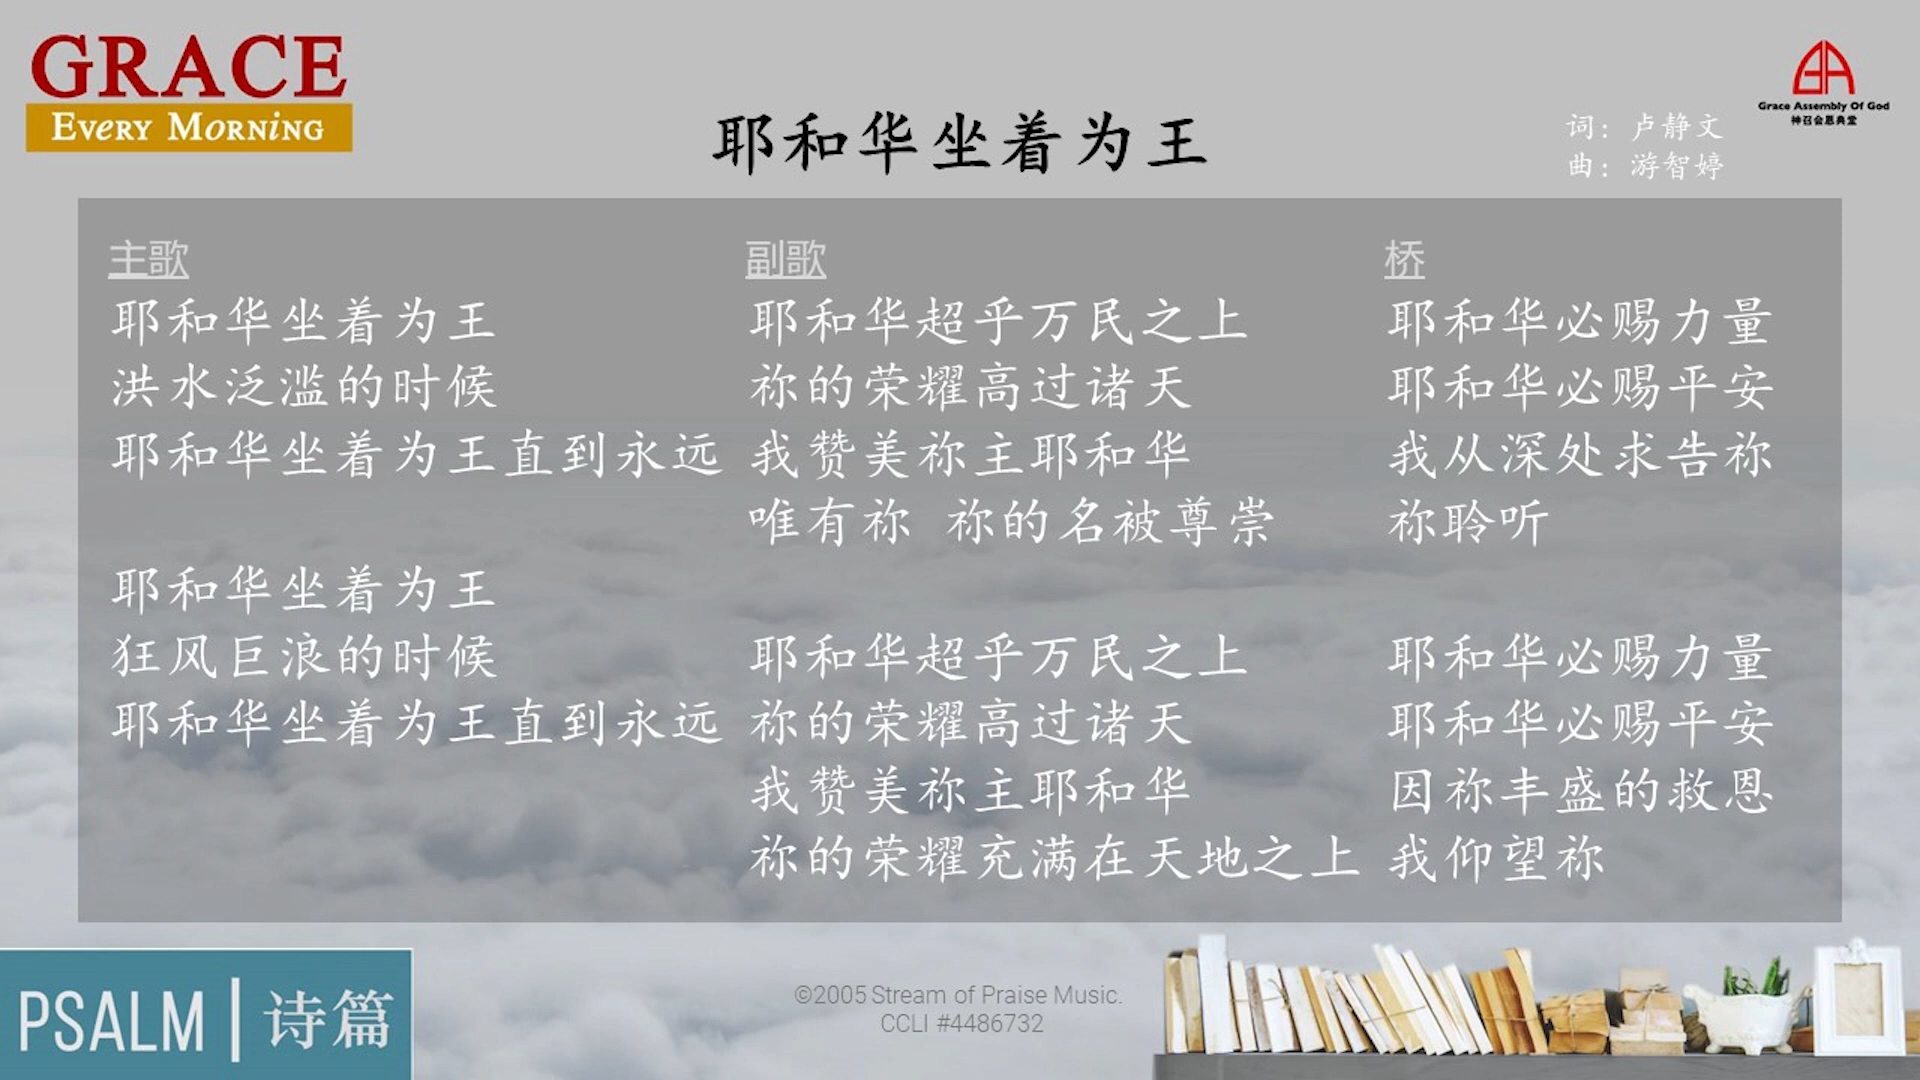 GRACE
EVERY MORNING
耶和华坐着为王
词：卢静文
曲：游智婷
Grace Assembly Of God
神召会恩典堂
主歌
耶和华坐着为王
洪水泛滥的时候
耶和华坐着为王直到永远
耶和华坐着为王
狂风巨浪的时候
耶和华坐着为王直到永远
副歌
耶和华超乎万民之上
祢的荣耀高过诸天
我赞美祢主耶和华
唯有祢 祢的名被尊崇
耶和华超乎万民之上
祢的荣耀高过诸天
我赞美祢主耶和华
祢的荣耀充满在天地之上
桥
耶和华必赐力量
耶和华必赐平安
我从深处求告祢
祢聆听
耶和华必赐力量
耶和华必赐平安
因祢丰盛的救恩
我仰望祢
PSALM | 诗篇
©2005 Stream of Praise Music.
CCLI #4486732